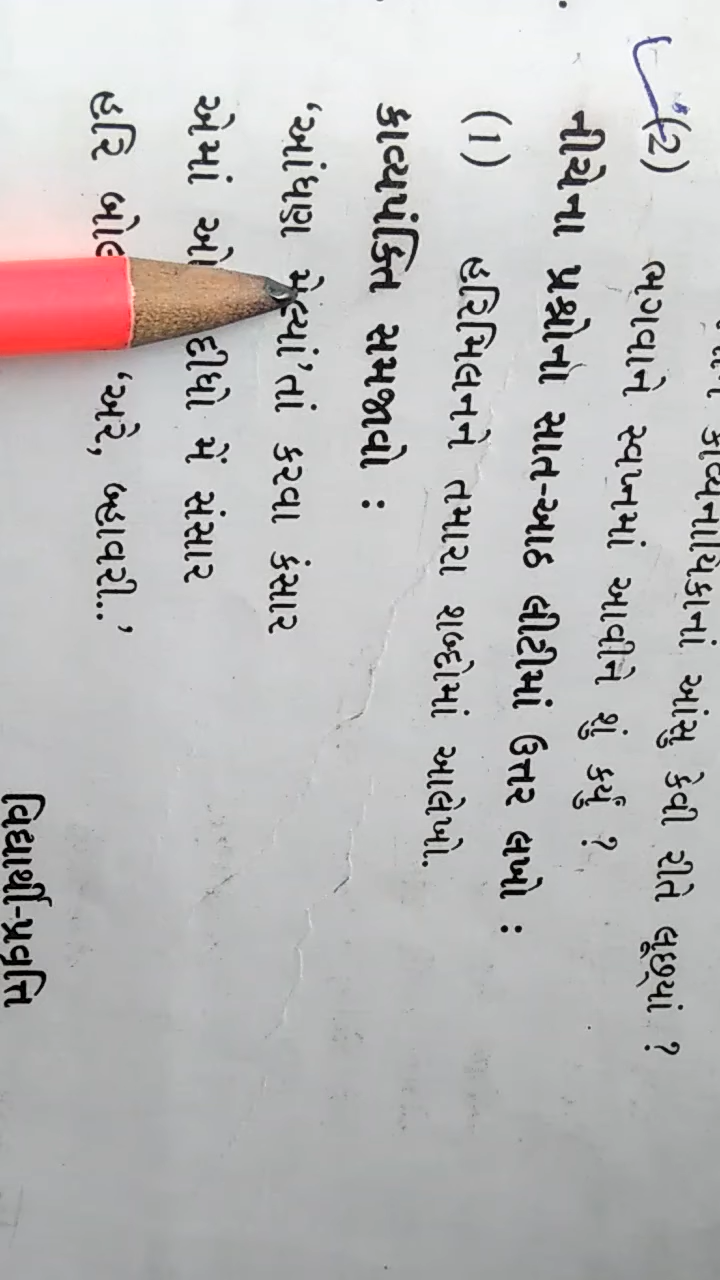 કાવ્યનાયિકાનાં આંસુ કેવી રીતે લૂછ્યાં ?
(2) ભગવાને સ્વપ્નમાં આવીને શું કર્યું ?
નીચેના પ્રશ્નોનો સાત-આઠ લીટીમાં ઉત્તર લખો :
(1) હરિમિલનને તમારા શબ્દોમાં આલેખો.
કાવ્યપંક્તિ સમજાવો :
‘આંધણ મેલ્યાં’તાં કરવા કંસાર
એમાં દીધો મેં સંસાર
હરિ ‘અરે, બ્હાવરી...’
વિદ્યાર્થી-પ્રવૃત્તિ